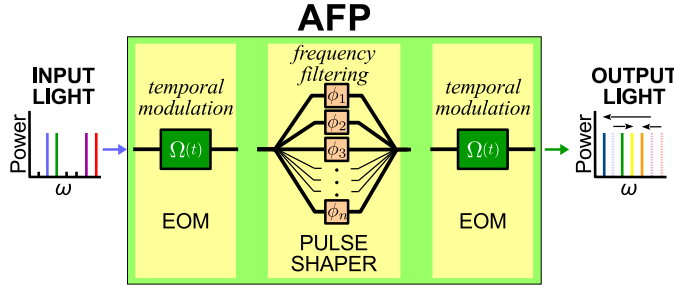 AFP
INPUT
LIGHT
Power
ω
temporal
modulation
Ω(t)
EOM
frequency
filtering
ϕ1
ϕ2
ϕ3
ϕn
PULSE
SHAPER
temporal
modulation
Ω(t)
EOM
OUTPUT
LIGHT
Power
ω